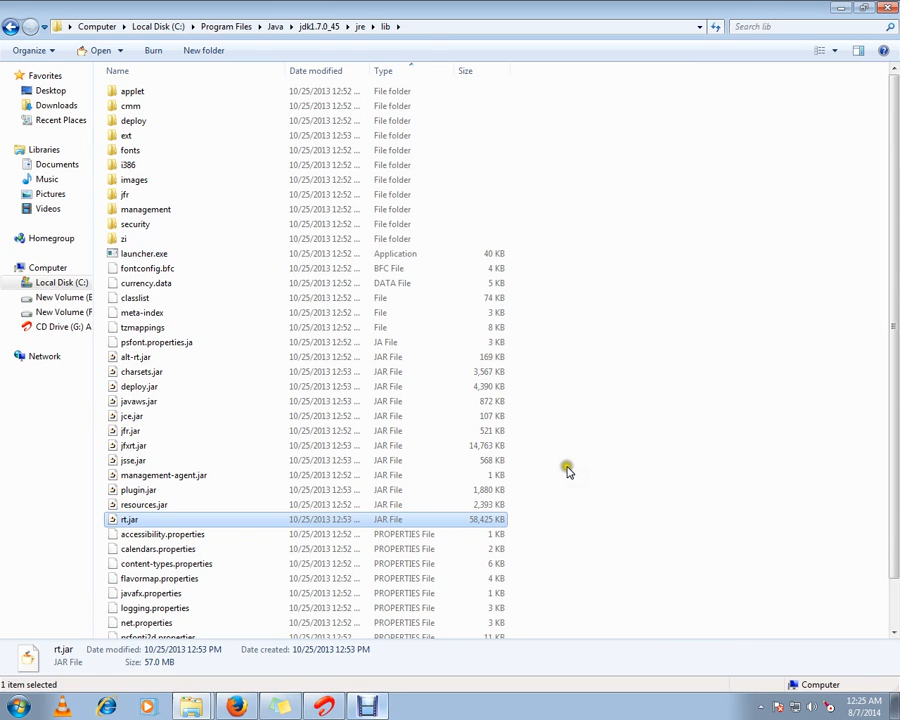 Computer ▸ Local Disk (C:) ▸ Program Files ▸ Java ▸ jdk1.7.0_45 ▸ jre ▸ lib ▸
Search lib
Organize
Open
Burn
New folder
Name Date modified Type Size
Favorites
Desktop
Downloads
Recent Places
Libraries
Documents
Music
Pictures
Videos
Homegroup
Computer
Local Disk (C:)
New Volume (E
New Volume (F
CD Drive (G:) A
Network
applet 10/25/2013 12:52 ... File folder
cmm 10/25/2013 12:52 ... File folder
deploy 10/25/2013 12:52 ... File folder
ext 10/25/2013 12:53 ... File folder
fonts 10/25/2013 12:52 ... File folder
i386 10/25/2013 12:52 ... File folder
images 10/25/2013 12:52 ... File folder
jfr 10/25/2013 12:52 ... File folder
management 10/25/2013 12:52 ... File folder
security 10/25/2013 12:52 ... File folder
zi 10/25/2013 12:52 ... File folder
launcher.exe 10/25/2013 12:52 ... Application 40 KB
fontconfig.bfc 10/25/2013 12:52 ... BFC File 4 KB
currency.data 10/25/2013 12:52 ... DATA File 5 KB
classlist 10/25/2013 12:52 ... File 74 KB
meta-index 10/25/2013 12:52 ... File 3 KB
tzmappings 10/25/2013 12:52 ... File 8 KB
psfont.properties.ja 10/25/2013 12:52 ... JA File 3 KB
alt-rt.jar 10/25/2013 12:52 ... JAR File 169 KB
charsets.jar 10/25/2013 12:53 ... JAR File 3,567 KB
deploy.jar 10/25/2013 12:53 ... JAR File 4,390 KB
javaws.jar 10/25/2013 12:53 ... JAR File 872 KB
jce.jar 10/25/2013 12:52 ... JAR File 107 KB
jfr.jar 10/25/2013 12:52 ... JAR File 521 KB
jfxrt.jar 10/25/2013 12:53 ... JAR File 14,763 KB
jsse.jar 10/25/2013 12:53 ... JAR File 568 KB
management-agent.jar 10/25/2013 12:52 ... JAR File 1 KB
plugin.jar 10/25/2013 12:53 ... JAR File 1,880 KB
resources.jar 10/25/2013 12:52 ... JAR File 2,393 KB
rt.jar 10/25/2013 12:53 ... JAR File 58,425 KB
accessibility.properties 10/25/2013 12:52 ... PROPERTIES File 1 KB
calendars.properties 10/25/2013 12:52 ... PROPERTIES File 2 KB
content-types.properties 10/25/2013 12:52 ... PROPERTIES File 6 KB
flavormap.properties 10/25/2013 12:52 ... PROPERTIES File 4 KB
javafx.properties 10/25/2013 12:52 ... PROPERTIES File 1 KB
logging.properties 10/25/2013 12:52 ... PROPERTIES File 3 KB
net.properties 10/25/2013 12:52 ... PROPERTIES File 3 KB
psfontj2d.properties 10/25/2013 12:52 ... PROPERTIES File 11 KB
rt.jar Date modified: 10/25/2013 12:53 PM Date created: 10/25/2013 12:53 PM
JAR File Size: 57.0 MB
1 item selected
Computer
12:25 AM
8/7/2014